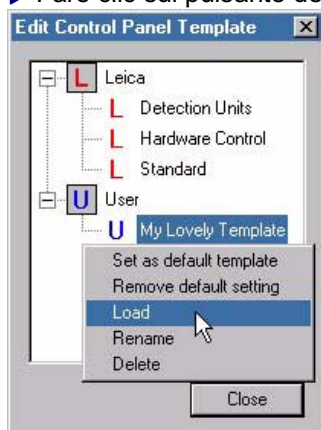 Fare clic sul pulsante de
Edit Control Panel Template
L Leica
L Detection Units
L Hardware Control
L Standard
U User
U My Lovely Template
Set as default template
Remove default setting
Load
Rename
Delete
Close